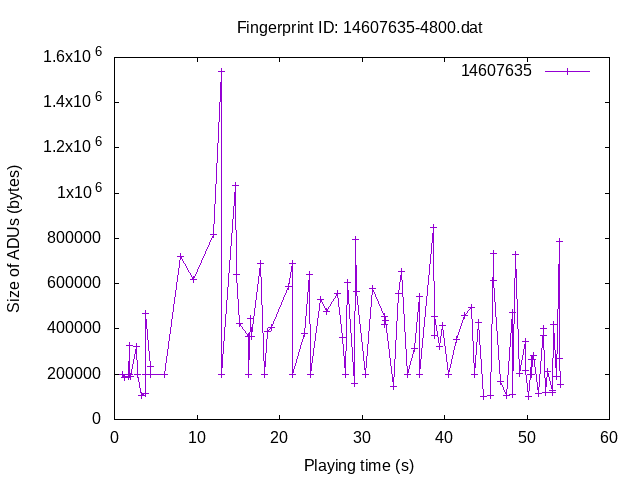 Fingerprint ID: 14607635-4800.dat
14607635
1.6x10^6
1.4x10^6
1.2x10^6
1x10^6
800000
600000
400000
200000
0
Size of ADUs (bytes)
0 10 20 30 40 50 60
Playing time (s)